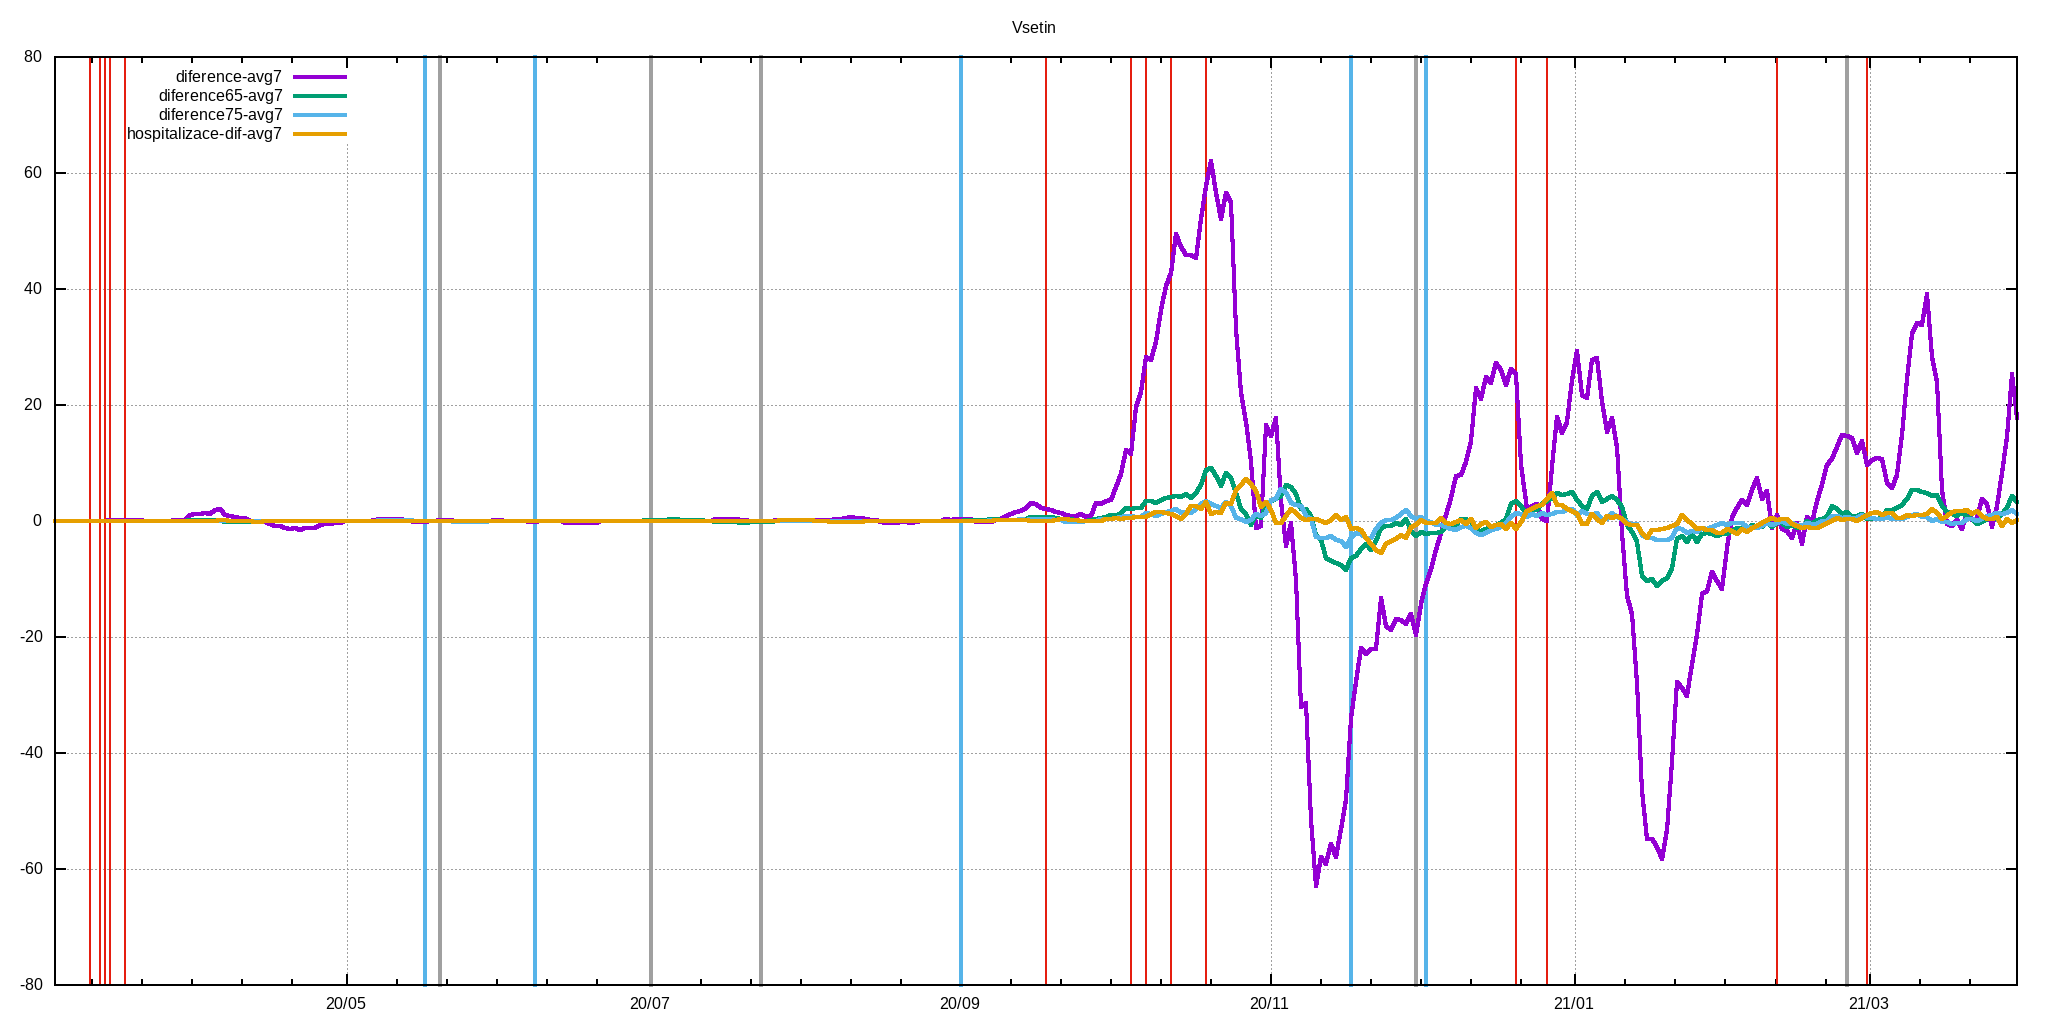 Vsetin
diference-avg7
diference65-avg7
diference75-avg7
hospitalizace-dif-avg7
80
60
40
20
0
-20
-40
-60
-80
20/05 20/07 20/09 20/11 21/01 21/03